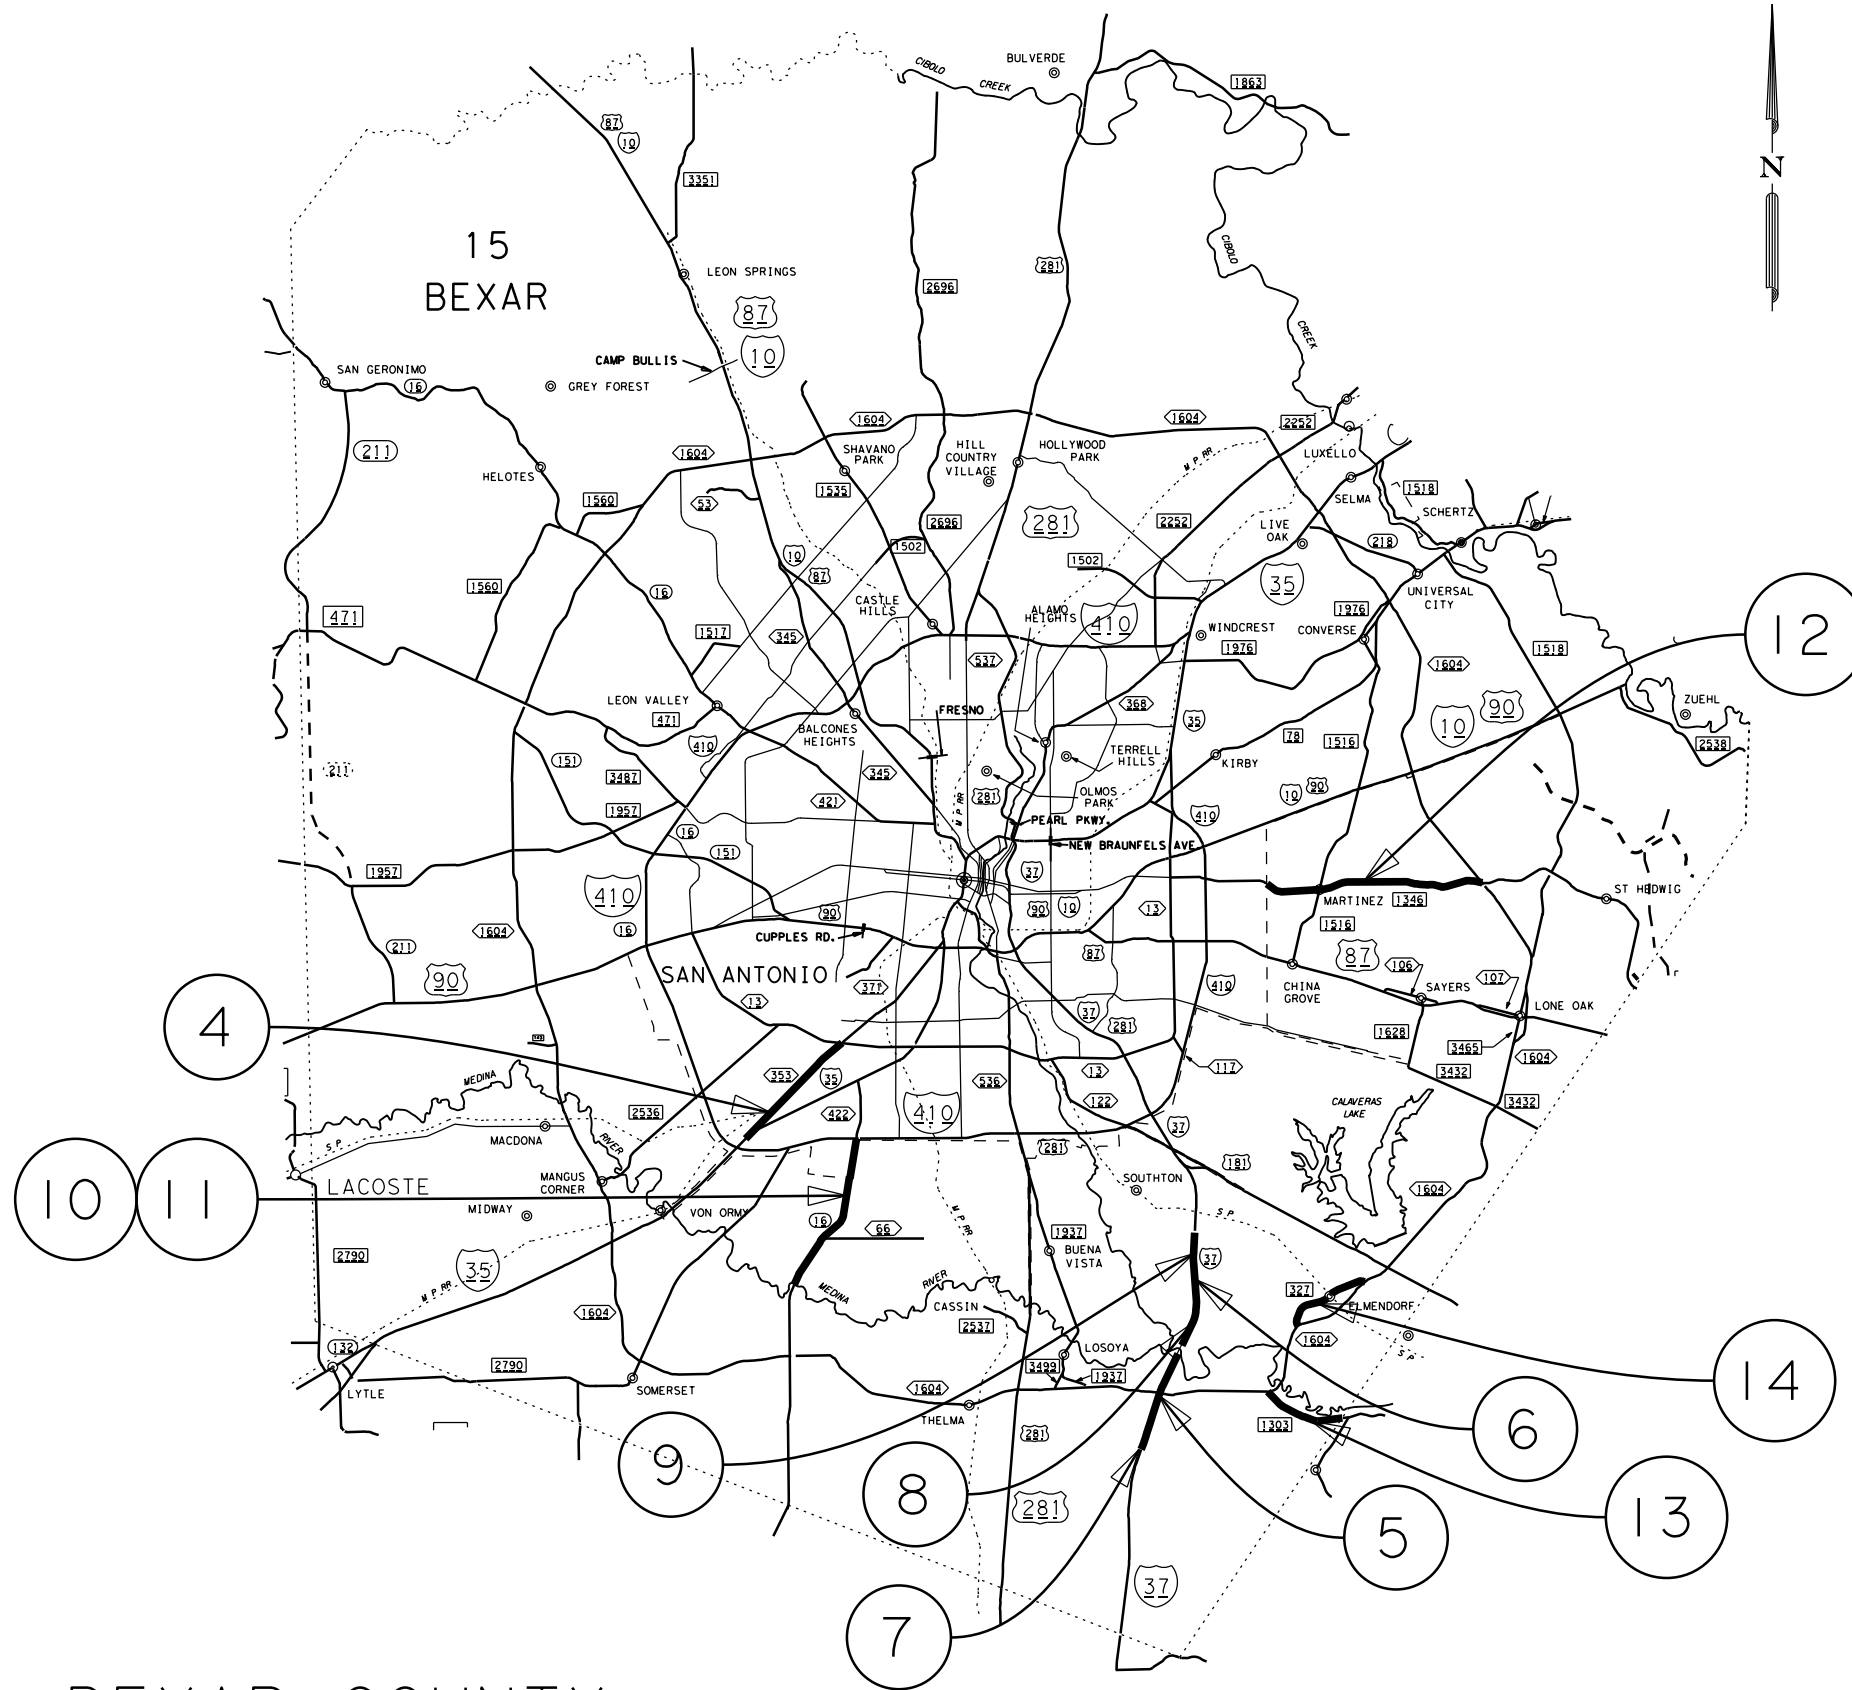 BULVERDE
CIBOLO
CREEK
1863
87
10
N
3351
15
BEXAR
CIBOLO
281
LEON SPRINGS
2696
87
CREEK
10
CAMP BULLIS
SAN GERONIMO
16
GREY FOREST
1604
1604
2252
211
1604
SHAVANO
PARK
HILL
COUNTRY
VILLAGE
HOLLYWOOD
PARK
M.P.RR
LUXELLO
HELOTES
1560
53
1535
SELMA
1518
SCHERTZ
2696
281
2252
LIVE
OAK
218
1502
10
87
1502
1560
16
35
UNIVERSAL
CITY
CASTLE
HILLS
ALAMO
HEIGHTS
410
1976
471
1517
345
WINDCREST
CONVERSE
12
1976
1518
537
1604
LEON VALLEY
471
FRESNO
368
35
10
90
ZUEHL
BALCONES
HEIGHTS
410
78
1516
2538
151
TERRELL
HILLS
KIRBY
211
3487
345
OLMOS
PARK
281
10
90
1957
421
M.P.RR
PEARL PKWY.
410
16
NEW BRAUNFELS AVE
151
1957
37
410
MARTINEZ
1346
ST HEDWIG
90
90
10
13
1516
1604
16
CUPPLES RD.
211
87
87
SAN ANTONIO
90
371
410
CHINA
GROVE
106
SAYERS
107
LONE OAK
13
37
281
1628
4
3465
1604
117
3432
353
35
536
13
MEDINA
2536
422
410
122
CALAVERAS
LAKE
3432
S.P.
MACDONA
RIVER
37
281
181
MANGUS
CORNER
SOUTHTON
10
11
LACOSTE
1604
MIDWAY
VON ORMY
16
66
M.P.RR
S.P.
1937
2790
35
BUENA
VISTA
37
M.P.RR
MEDINA
RIVER
327
1604
CASSIN
ELMENDORF
2537
132
1604
LOSOYA
S.P.
2790
3499
1937
14
LYTLE
SOMERSET
1604
THELMA
281
1303
6
9
8
281
5
13
37
7
BEXAR COUNTY